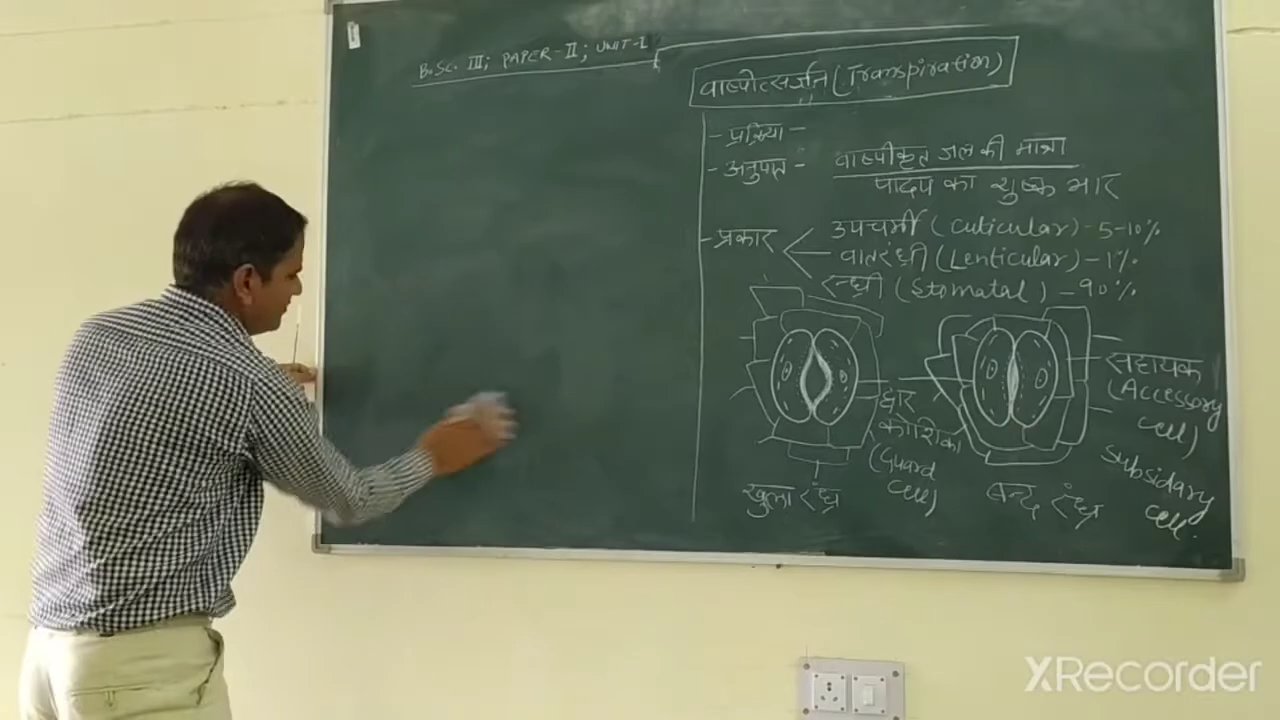 B.Sc. III; PAPER-II; UNIT-I
वाष्पोत्सर्जन (Transpiration)
- प्रक्रिया -
- अनुपात - वाष्पीकृत जल की मात्रा
पादप का शुष्क भार
- प्रकार
उपचर्मी (Cuticular) - 5-10%
वातरंध्री (Lenticular) - 1%
रन्ध्री (Stomatal) - 90%
द्वार
कोशिका
(Guard
cell)
सहायक
(Accessory
cell)
Subsidary
cell.
खुला रंध्र
बन्द रंध्र
XRecorder